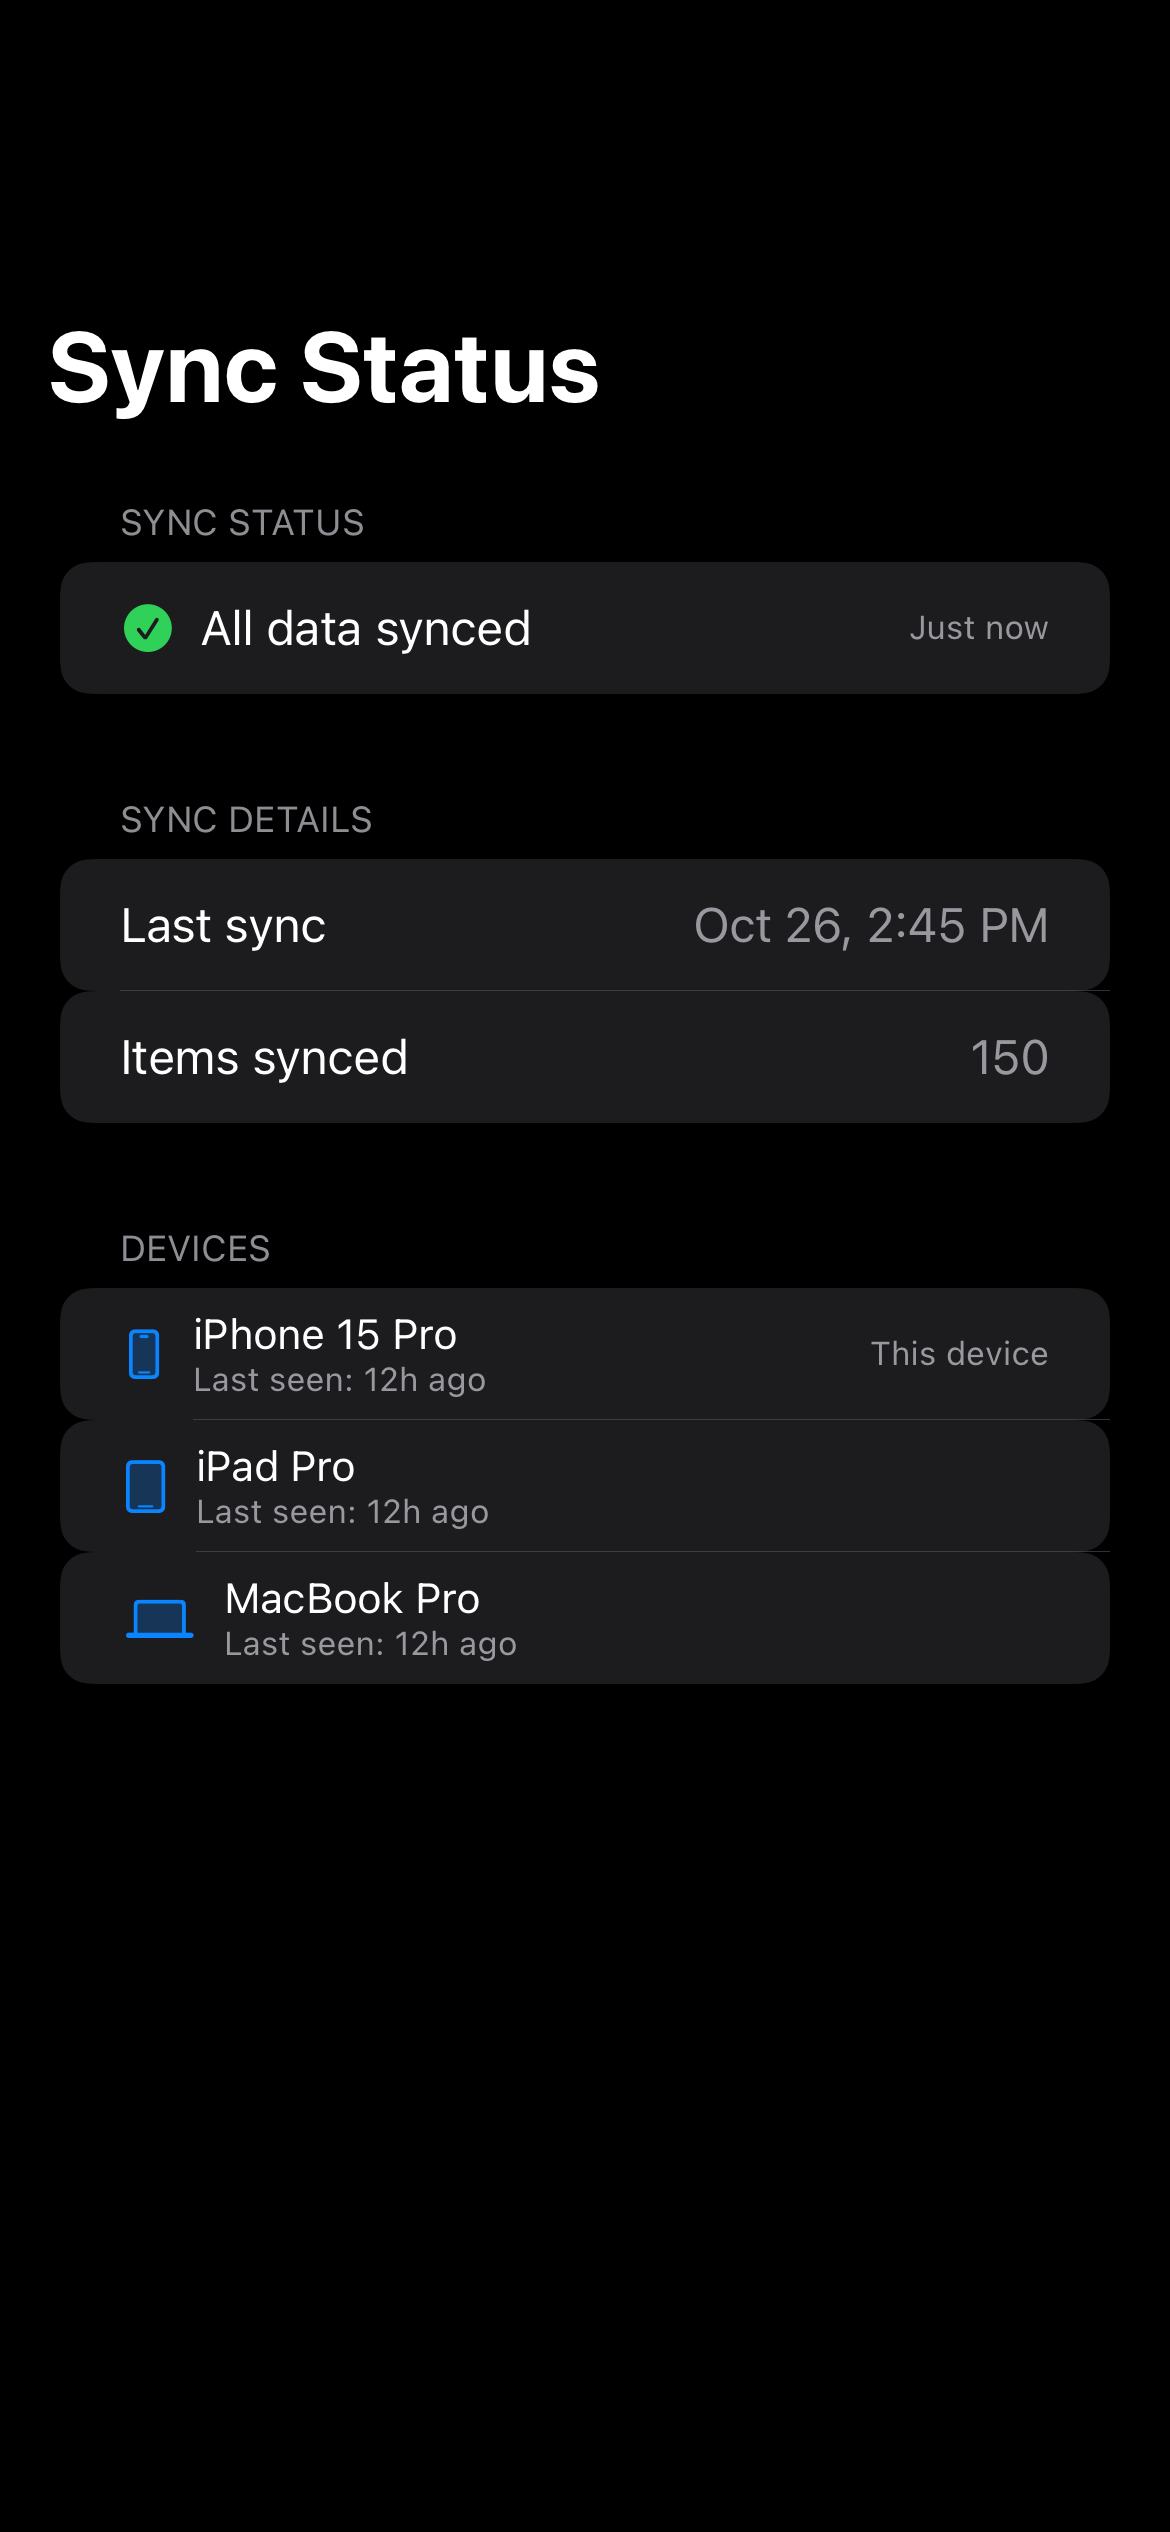 Sync Status
SYNC STATUS
All data synced Just now
SYNC DETAILS
Last sync Oct 26, 2:45 PM
Items synced 150
DEVICES
iPhone 15 Pro
Last seen: 12h ago This device
iPad Pro
Last seen: 12h ago
MacBook Pro
Last seen: 12h ago